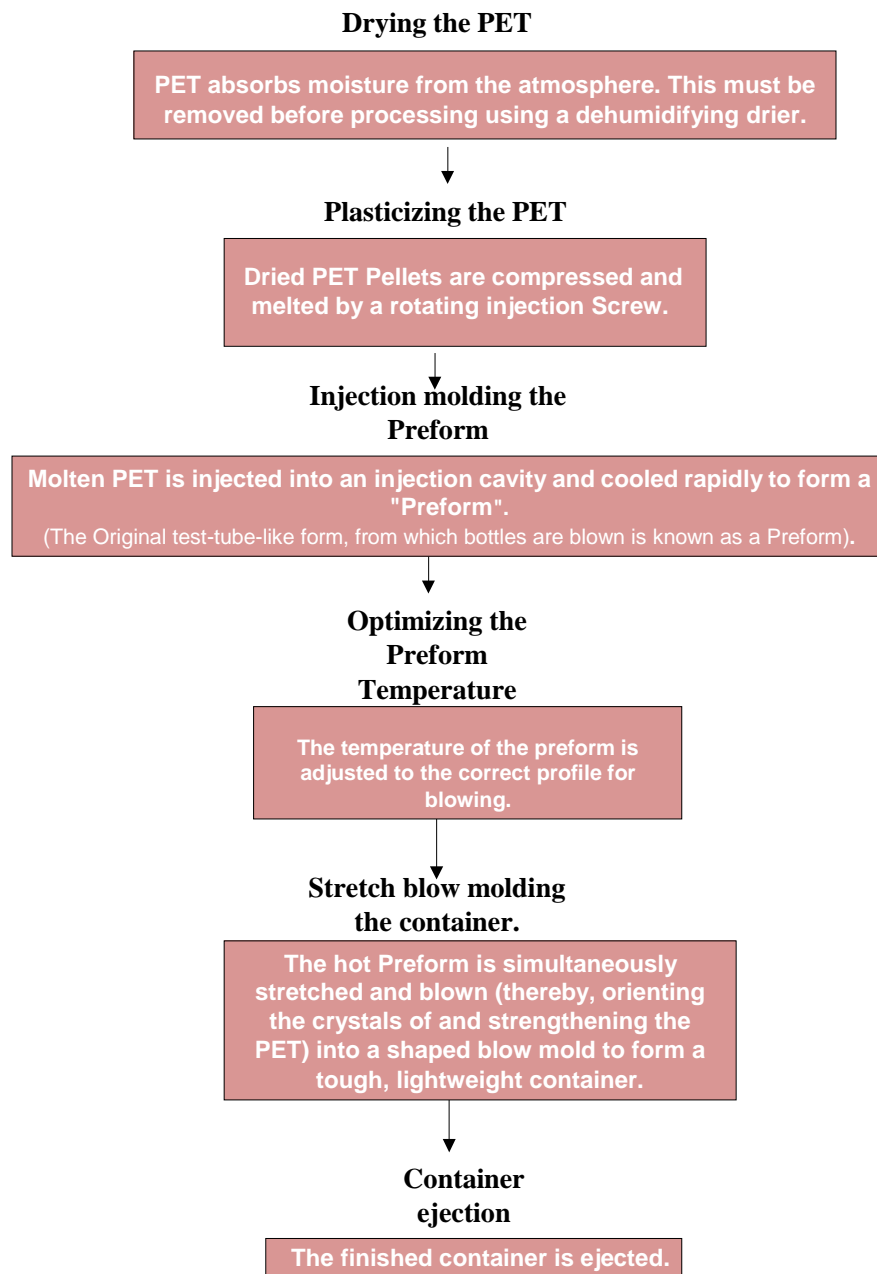 Drying the PET
PET absorbs moisture from the atmosphere. This must be
removed before processing using a dehumidifying drier.
Plasticizing the PET
Dried PET Pellets are compressed and
melted by a rotating injection Screw.
Injection molding the
Preform
Molten PET is injected into an injection cavity and cooled rapidly to form a
"Preform".
(The Original test-tube-like form, from which bottles are blown is known as a Preform).
Optimizing the
Preform
Temperature
The temperature of the preform is
adjusted to the correct profile for
blowing.
Stretch blow molding
the container.
The hot Preform is simultaneously
stretched and blown (thereby, orienting
the crystals of and strengthening the
PET) into a shaped blow mold to form a
tough, lightweight container.
Container
ejection
The finished container is ejected.